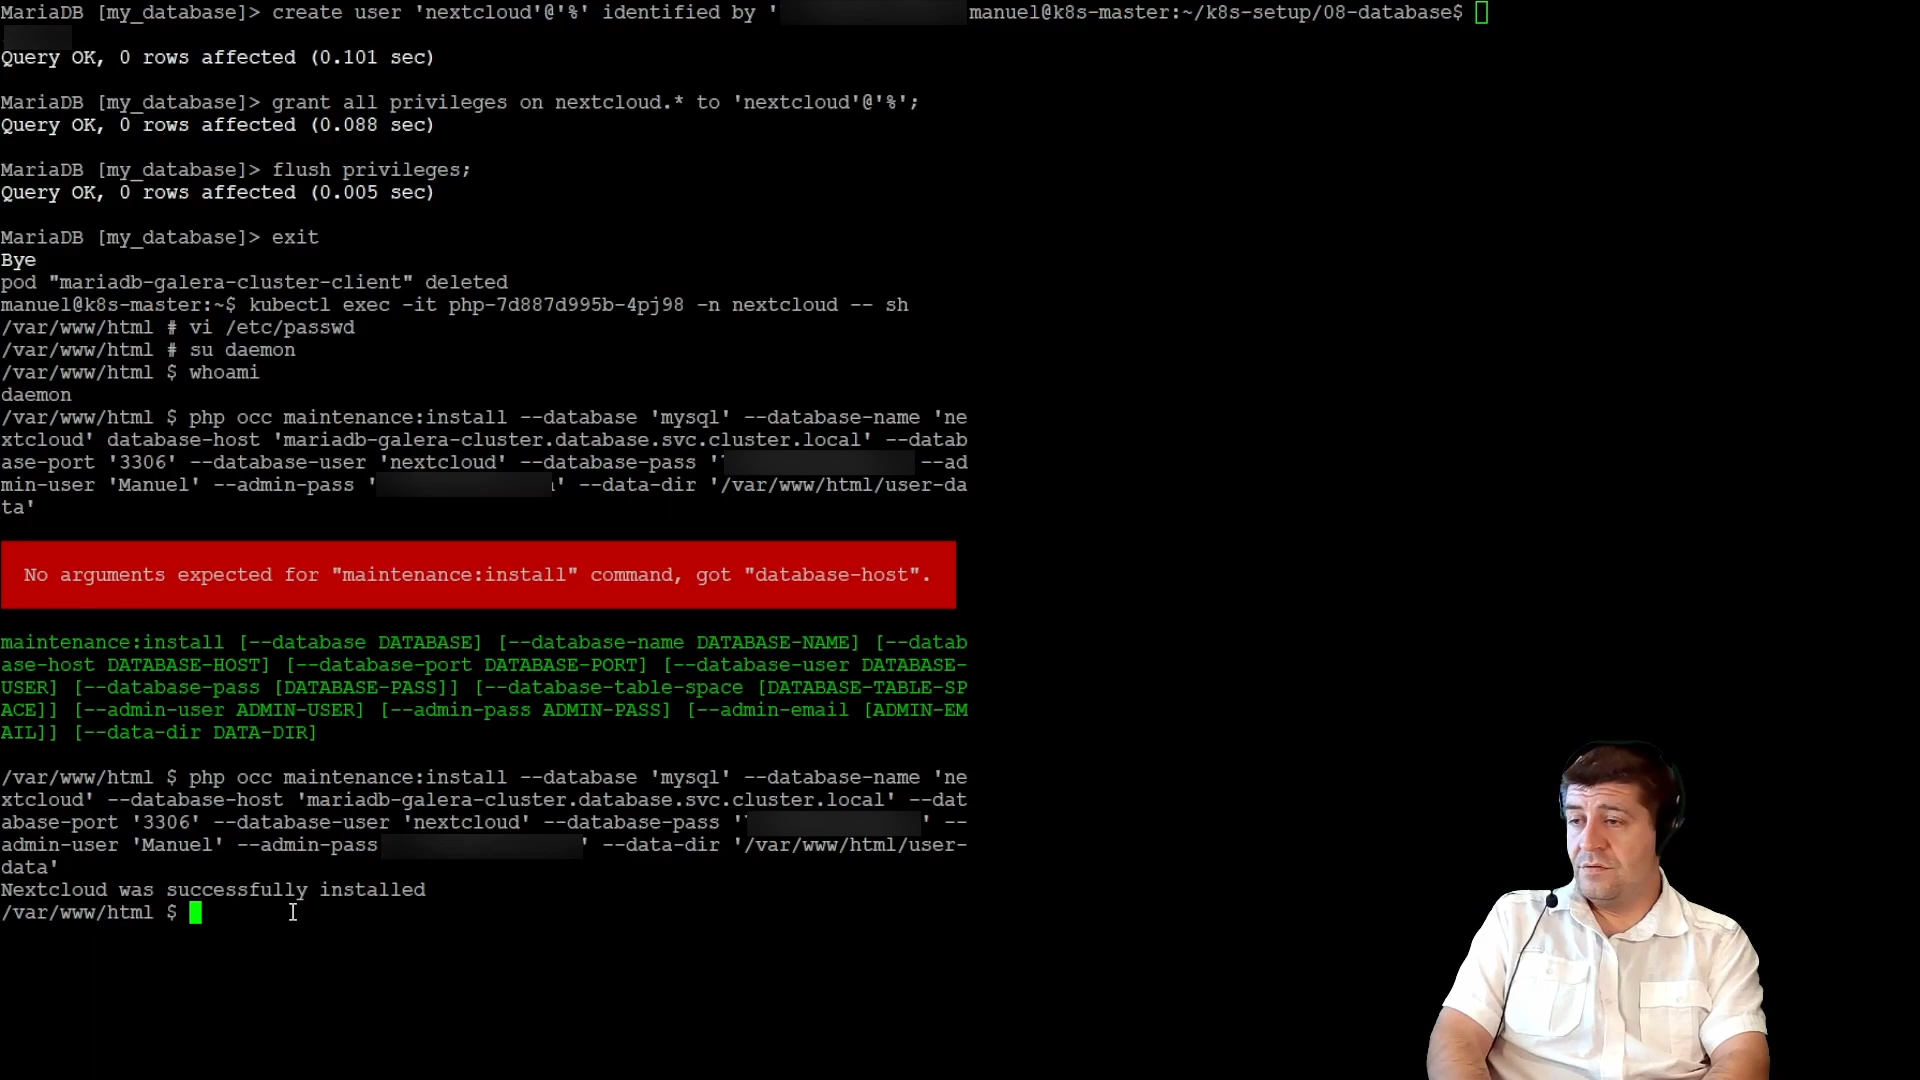 MariaDB [my_database]> create user 'nextcloud'@'%' identified by '
manuel@k8s-master:~/k8s-setup/08-database$
Query OK, 0 rows affected (0.101 sec)
MariaDB [my_database]> grant all privileges on nextcloud.* to 'nextcloud'@'%';
Query OK, 0 rows affected (0.088 sec)
MariaDB [my_database]> flush privileges;
Query OK, 0 rows affected (0.005 sec)
MariaDB [my_database]> exit
Bye
pod "mariadb-galera-cluster-client" deleted
manuel@k8s-master:~$ kubectl exec -it php-7d887d995b-4pj98 -n nextcloud -- sh
/var/www/html # vi /etc/passwd
/var/www/html # su daemon
/var/www/html $ whoami
daemon
/var/www/html $ php occ maintenance:install --database 'mysql' --database-name 'ne
xtcloud' database-host 'mariadb-galera-cluster.database.svc.cluster.local' --datab
ase-port '3306' --database-user 'nextcloud' --database-pass ' --ad
min-user 'Manuel' --admin-pass ' ' --data-dir '/var/www/html/user-da
ta'
No arguments expected for "maintenance:install" command, got "database-host".
maintenance:install [--database DATABASE] [--database-name DATABASE-NAME] [--datab
ase-host DATABASE-HOST] [--database-port DATABASE-PORT] [--database-user DATABASE-
USER] [--database-pass [DATABASE-PASS]] [--database-table-space [DATABASE-TABLE-SP
ACE]] [--admin-user ADMIN-USER] [--admin-pass ADMIN-PASS] [--admin-email [ADMIN-EM
AIL]] [--data-dir DATA-DIR]
/var/www/html $ php occ maintenance:install --database 'mysql' --database-name 'ne
xtcloud' --database-host 'mariadb-galera-cluster.database.svc.cluster.local' --dat
abase-port '3306' --database-user 'nextcloud' --database-pass ' ' --
admin-user 'Manuel' --admin-pass ' --data-dir '/var/www/html/user-
data'
Nextcloud was successfully installed
/var/www/html $